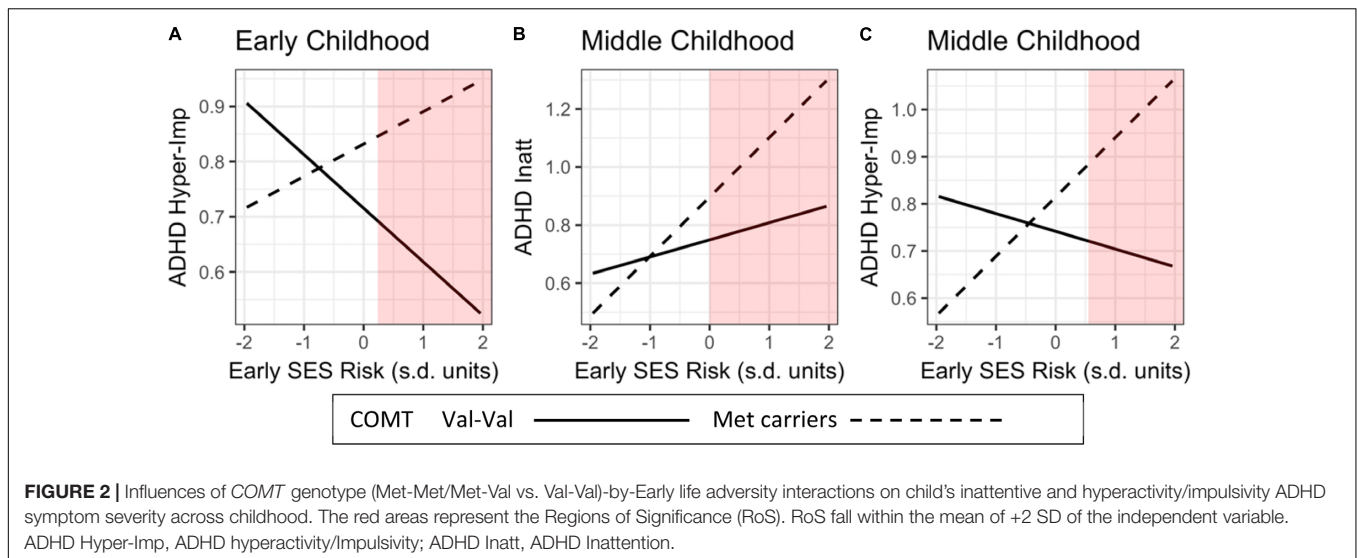 A Early Childhood
B Middle Childhood
C Middle Childhood
ADHD Hyper-Imp
0.9
0.8
0.7
0.6
-2 -1 0 1 2
Early SES Risk (s.d. units)
ADHD Inatt
1.2
1.0
0.8
0.6
-2 -1 0 1 2
Early SES Risk (s.d. units)
ADHD Hyper-Imp
1.0
0.9
0.8
0.7
0.6
-2 -1 0 1 2
Early SES Risk (s.d. units)
COMT Val-Val Met carriers
FIGURE 2 | Influences of COMT genotype (Met-Met/Met-Val vs. Val-Val)-by-Early life adversity interactions on child's inattentive and hyperactivity/impulsivity ADHD
symptom severity across childhood. The red areas represent the Regions of Significance (RoS). RoS fall within the mean of +2 SD of the independent variable.
ADHD Hyper-Imp, ADHD hyperactivity/Impulsivity; ADHD Inatt, ADHD Inattention.